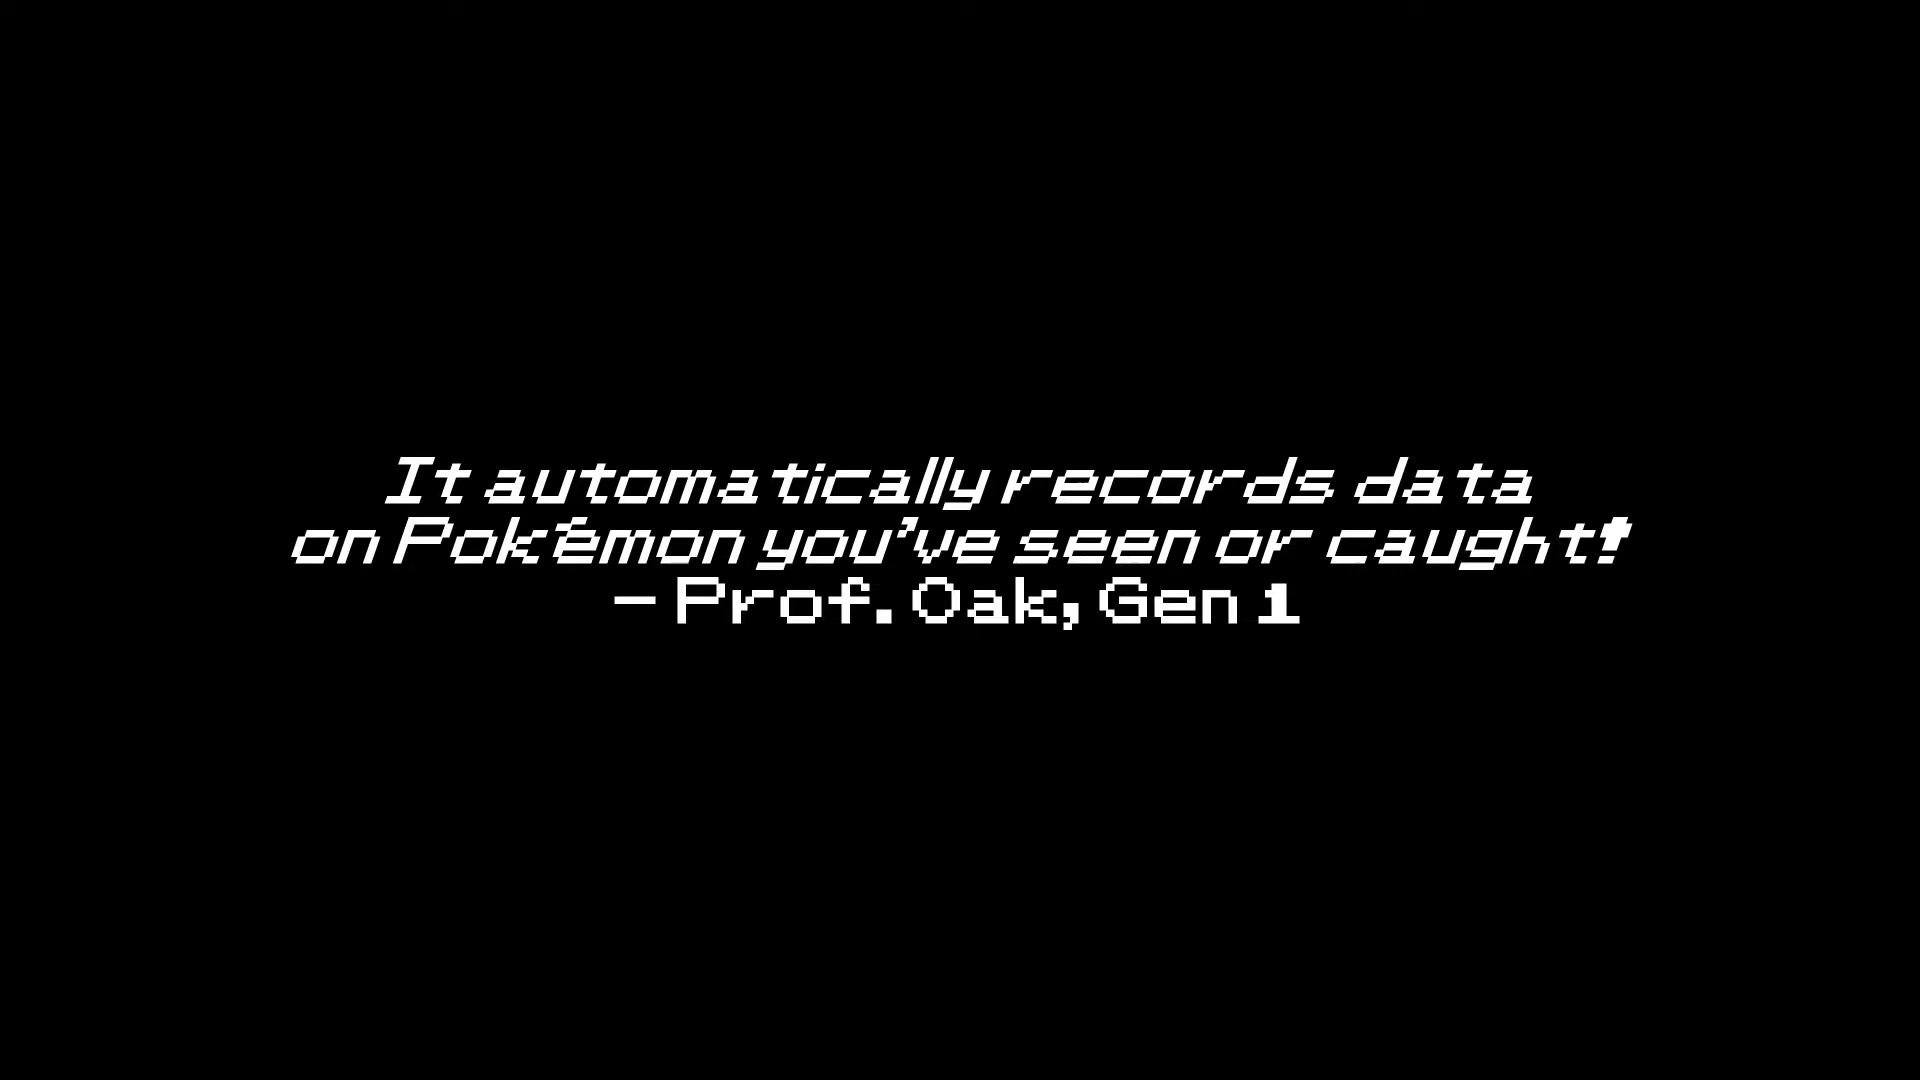 It automatically records data
on Pokémon you've seen or caught!
– Prof. Oak, Gen 1